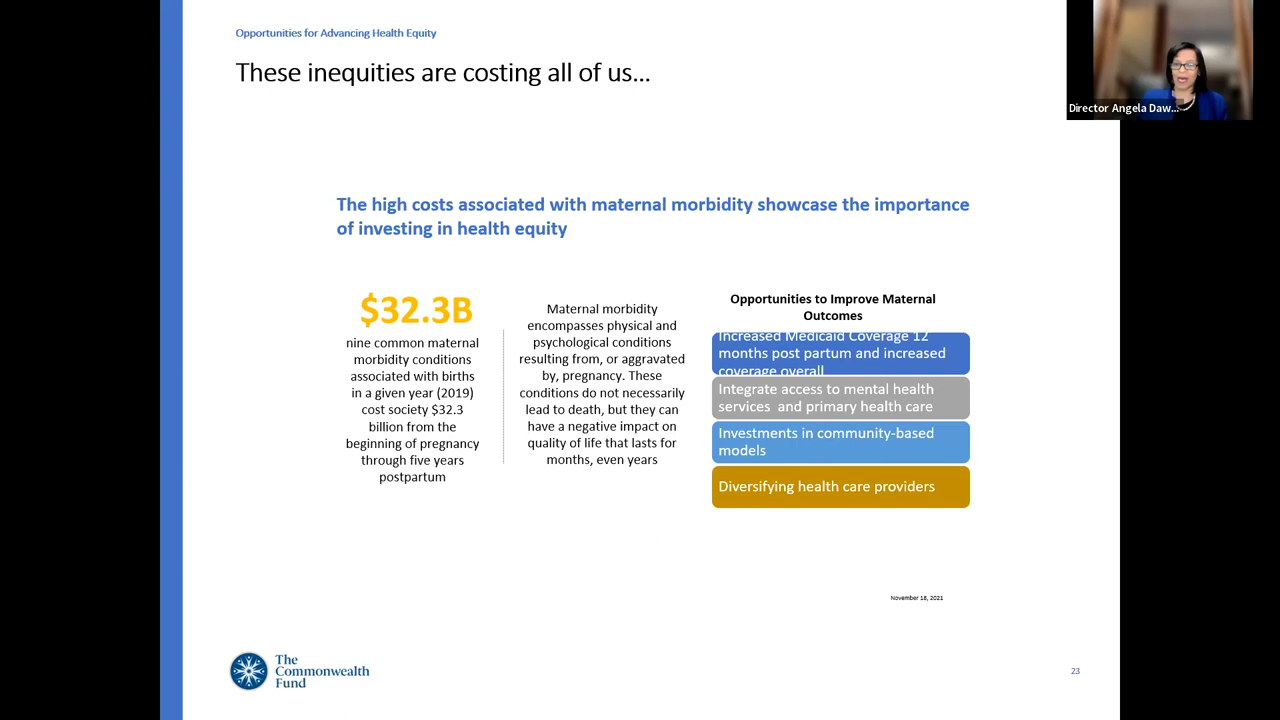 Opportunities for Advancing Health Equity
These inequities are costing all of us...
Director Angela Daw...
The high costs associated with maternal morbidity showcase the importance
of investing in health equity
$32.3B
nine common maternal
morbidity conditions
associated with births
in a given year (2019)
cost society $32.3
billion from the
beginning of pregnancy
through five years
postpartum
Maternal morbidity
encompasses physical and
psychological conditions
resulting from, or aggravated
by, pregnancy. These
conditions do not necessarily
lead to death, but they can
have a negative impact on
quality of life that lasts for
months, even years
Opportunities to Improve Maternal
Outcomes
Increased Medicaid Coverage 12
months post partum and increased
coverage overall
Integrate access to mental health
services  and primary health care
Investments in community-based
models
Diversifying health care providers
November 18, 2021
The
Commonwealth
Fund
23